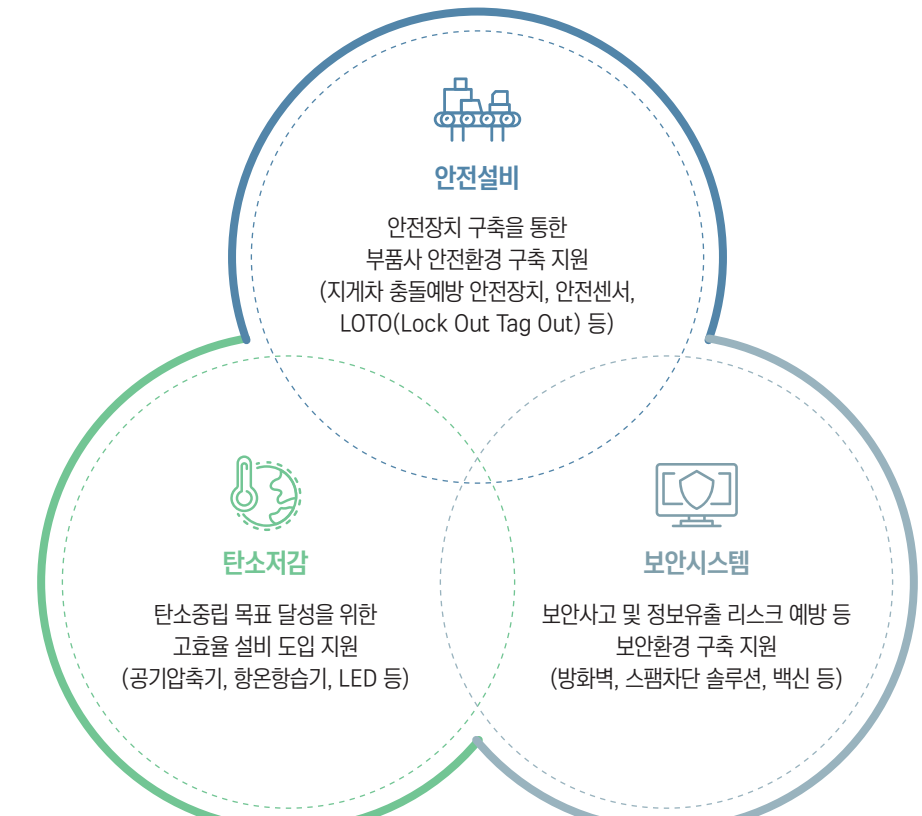 안전설비
안전장치 구축을 통한
부품사 안전환경 구축 지원
(지게차 충돌예방 안전장치, 안전센서,
LOTO(Lock Out Tag Out) 등)
탄소저감
탄소중립 목표 달성을 위한
고효율 설비 도입 지원
(공기압축기, 항온항습기, LED 등)
보안시스템
보안사고 및 정보유출 리스크 예방 등
보안환경 구축 지원
(방화벽, 스팸차단 솔루션, 백신 등)